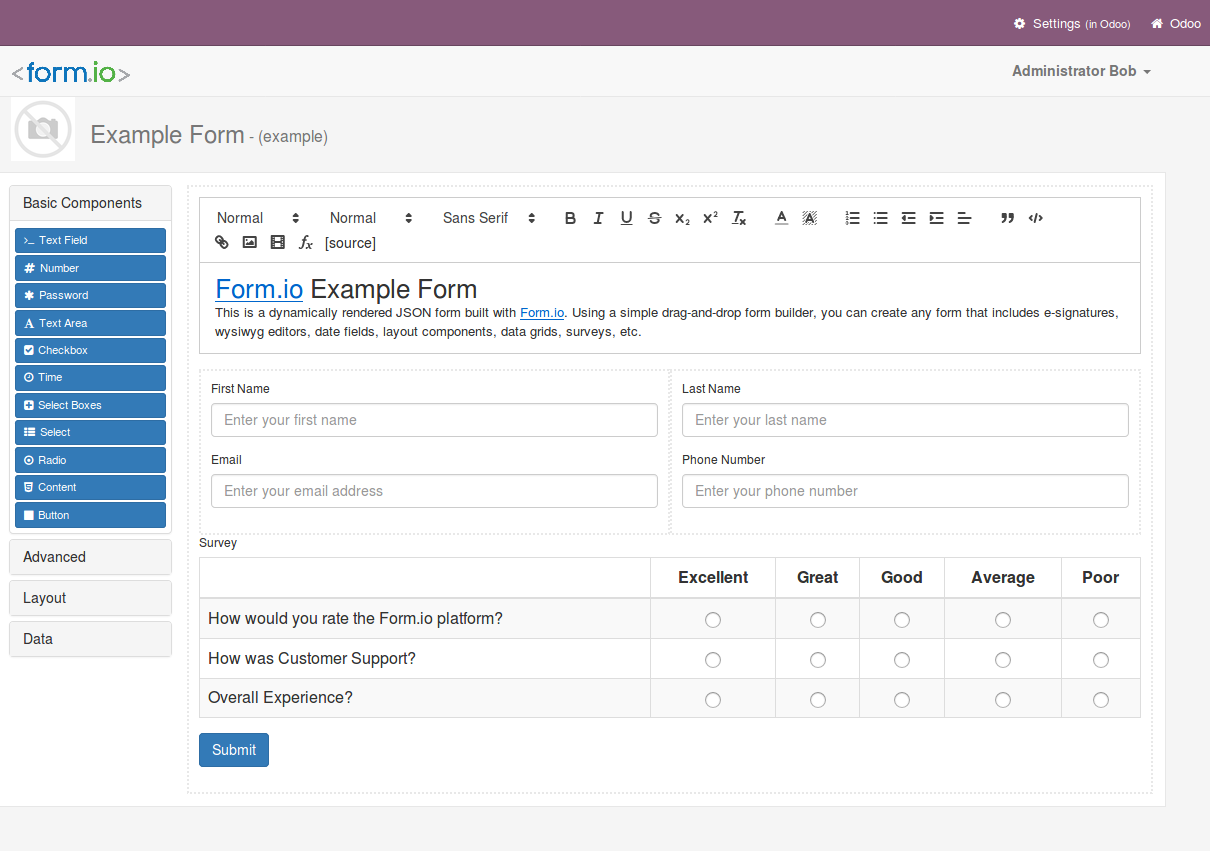 Settings (in Odoo) Odoo
<form.io> Administrator Bob
Example Form - (example)
Basic Components
Text Field
Number
Password
Text Area
Checkbox
Time
Select Boxes
Select
Radio
Content
Button
Advanced
Layout
Data
Normal Normal Sans Serif
[source]
Form.io Example Form
This is a dynamically rendered JSON form built with Form.io. Using a simple drag-and-drop form builder, you can create any form that includes e-signatures,
wysiwyg editors, date fields, layout components, data grids, surveys, etc.
First Name Last Name
Enter your first name Enter your last name
Email Phone Number
Enter your email address Enter your phone number
Survey
Excellent Great Good Average Poor
How would you rate the Form.io platform?
How was Customer Support?
Overall Experience?
Submit